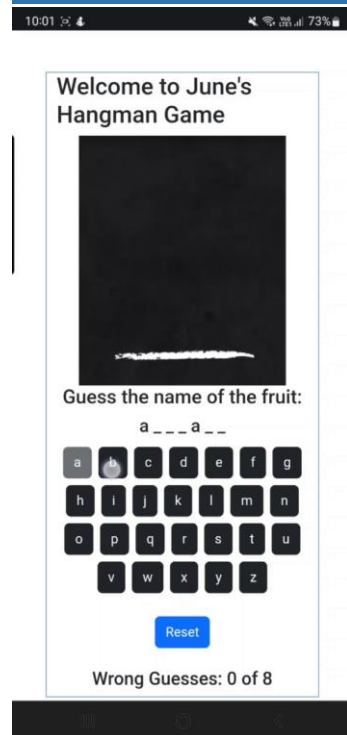 10:01 73%
Welcome to June's
Hangman Game
Guess the name of the fruit:
a _ _ _ a _ _
a b c d e f g
h i j k l m n
o p q r s t u
v w x y z
Reset
Wrong Guesses: 0 of 8